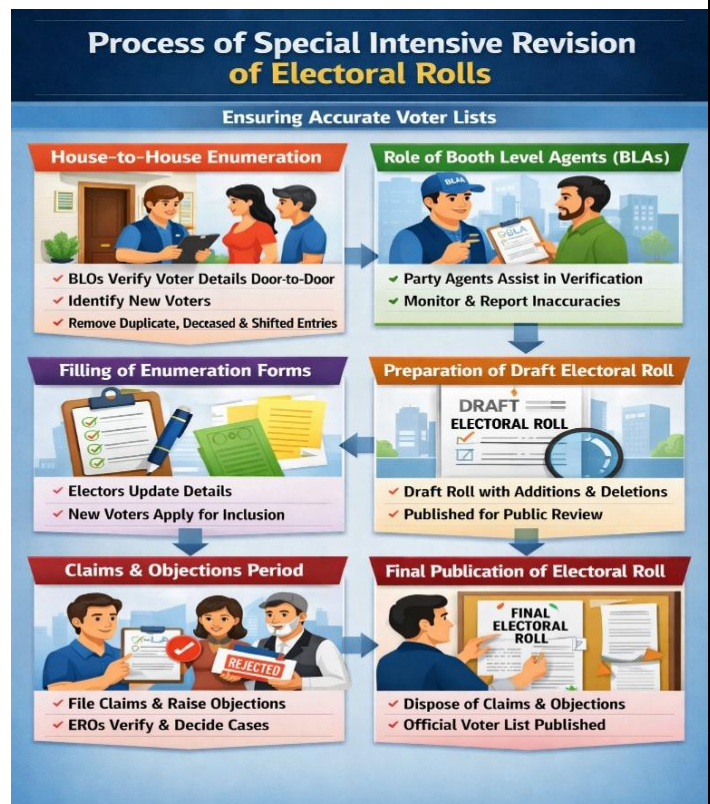 Process of Special Intensive Revision
of Electoral Rolls
Ensuring Accurate Voter Lists
House-to-House Enumeration
BLOs Verify Voter Details Door-to-Door
Identify New Voters
Remove Duplicate, Deceased & Shifted Entries
Role of Booth Level Agents (BLAs)
Party Agents Assist in Verification
Monitor & Report Inaccuracies
Filling of Enumeration Forms
Electors Update Details
New Voters Apply for Inclusion
Preparation of Draft Electoral Roll
DRAFT
ELECTORAL ROLL
Draft Roll with Additions & Deletions
Published for Public Review
Claims & Objections Period
REJECTED
File Claims & Raise Objections
EROs Verify & Decide Cases
Final Publication of Electoral Roll
FINAL
ELECTORAL
ROLL
Dispose of Claims & Objections
Official Voter List Published